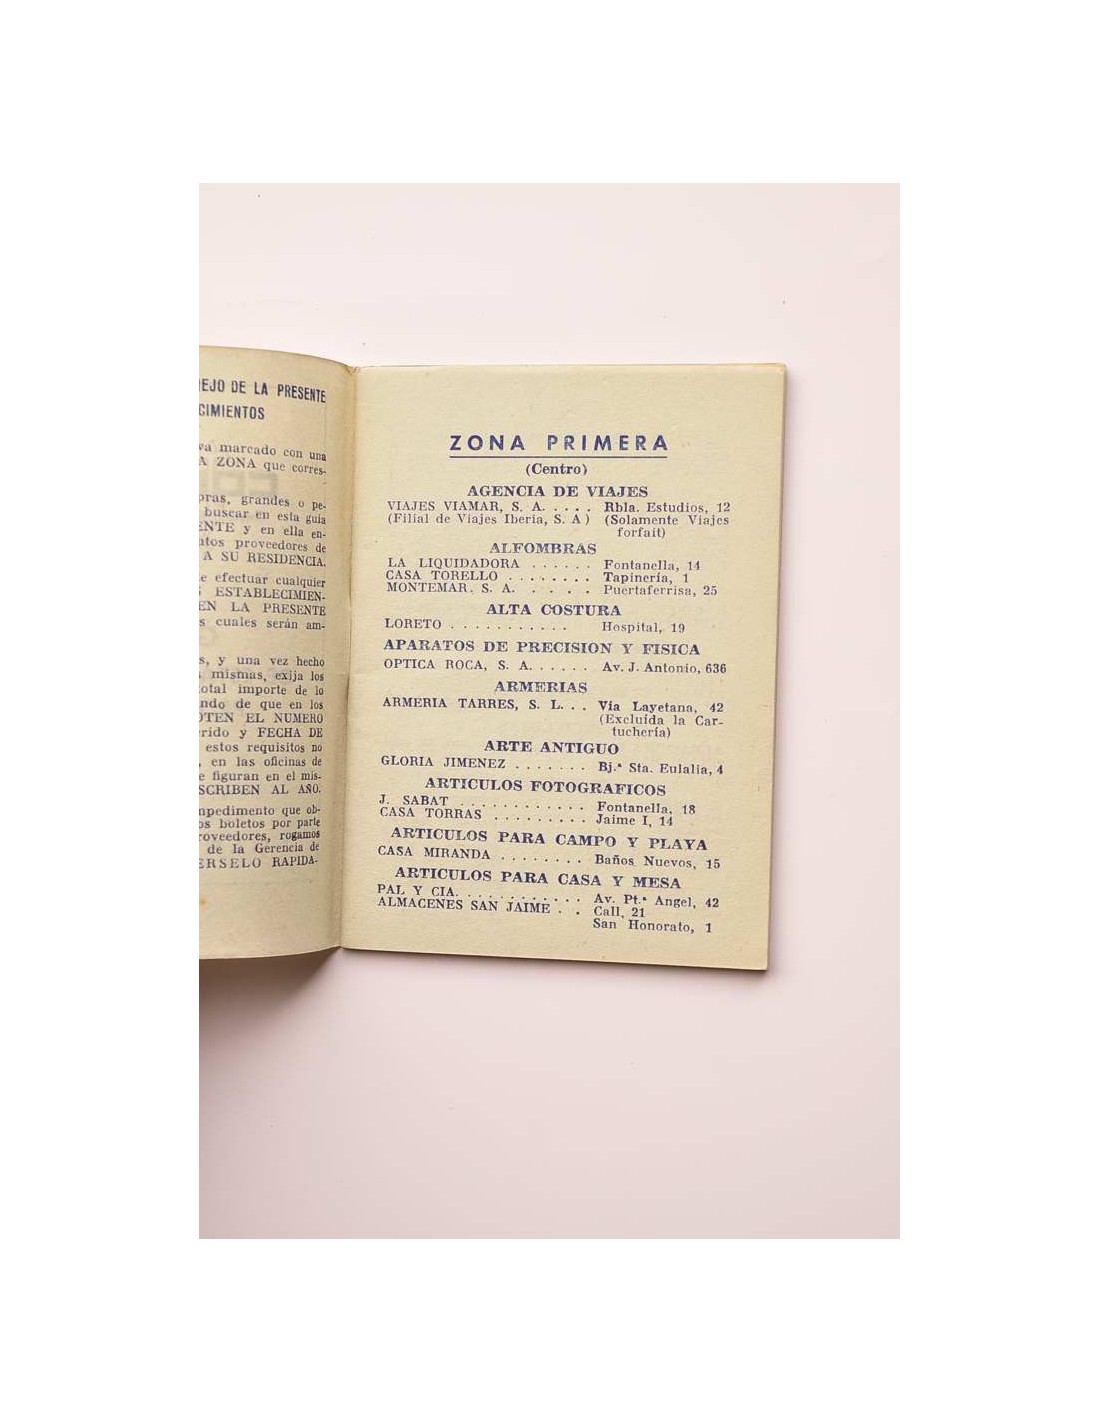 EJO DE LA PRESENTE
CIMIENTOS
va marcado con una
A ZONA que corres-
pras, grandes o pe-
buscar en esta guía
ENTE y en ella en-
ntos proveedores de
A SU RESIDENCIA.
e efectuar cualquier
S ESTABLECIMIEN-
EN LA PRESENTE
s cuales serán am-
s, y una vez hecho
mismas, exija los
total importe de lo
ndo de que en los
OTEN EL NUMERO
rido y FECHA DE
estos requisitos no
, en las oficinas de
e figuran en el mis-
SCRIBEN AL AÑO.
mpedimento que ob-
os boletos por parte
roveedores, rogamos
de la Gerencia de
ERSELO RAPIDA-
ZONA PRIMERA
(Centro)
AGENCIA DE VIAJES
VIAJES VIAMAR, S. A. . . . . Rbla. Estudios, 12
(Filial de Viajes Iberia, S. A ) (Solamente Viajes
forfait)
ALFOMBRAS
LA LIQUIDADORA . . . . . . Fontanella, 14
CASA TORELLO . . . . . . . . Tapinería, 1
MONTEMAR. S. A. . . . . . Puertaferrisa, 25
ALTA COSTURA
LORETO . . . . . . . . . . . Hospital, 19
APARATOS DE PRECISION Y FISICA
OPTICA ROCA, S. A. . . . . . Av. J. Antonio, 636
ARMERIAS
ARMERIA TARRES, S. L. . . Vía Layetana, 42
(Excluída la Car-
tuchería)
ARTE ANTIGUO
GLORIA JIMENEZ . . . . . . . Bj.ª Sta. Eulalia, 4
ARTICULOS FOTOGRAFICOS
J. SABAT . . . . . . . . . . . Fontanella, 18
CASA TORRAS . . . . . . . . . Jaime I, 14
ARTICULOS PARA CAMPO Y PLAYA
CASA MIRANDA . . . . . . . . Baños Nuevos, 15
ARTICULOS PARA CASA Y MESA
PAL Y CIA. . . . . . . . . . . . Av. Pt.ª Angel, 42
ALMACENES SAN JAIME . . Call, 21
San Honorato, 1